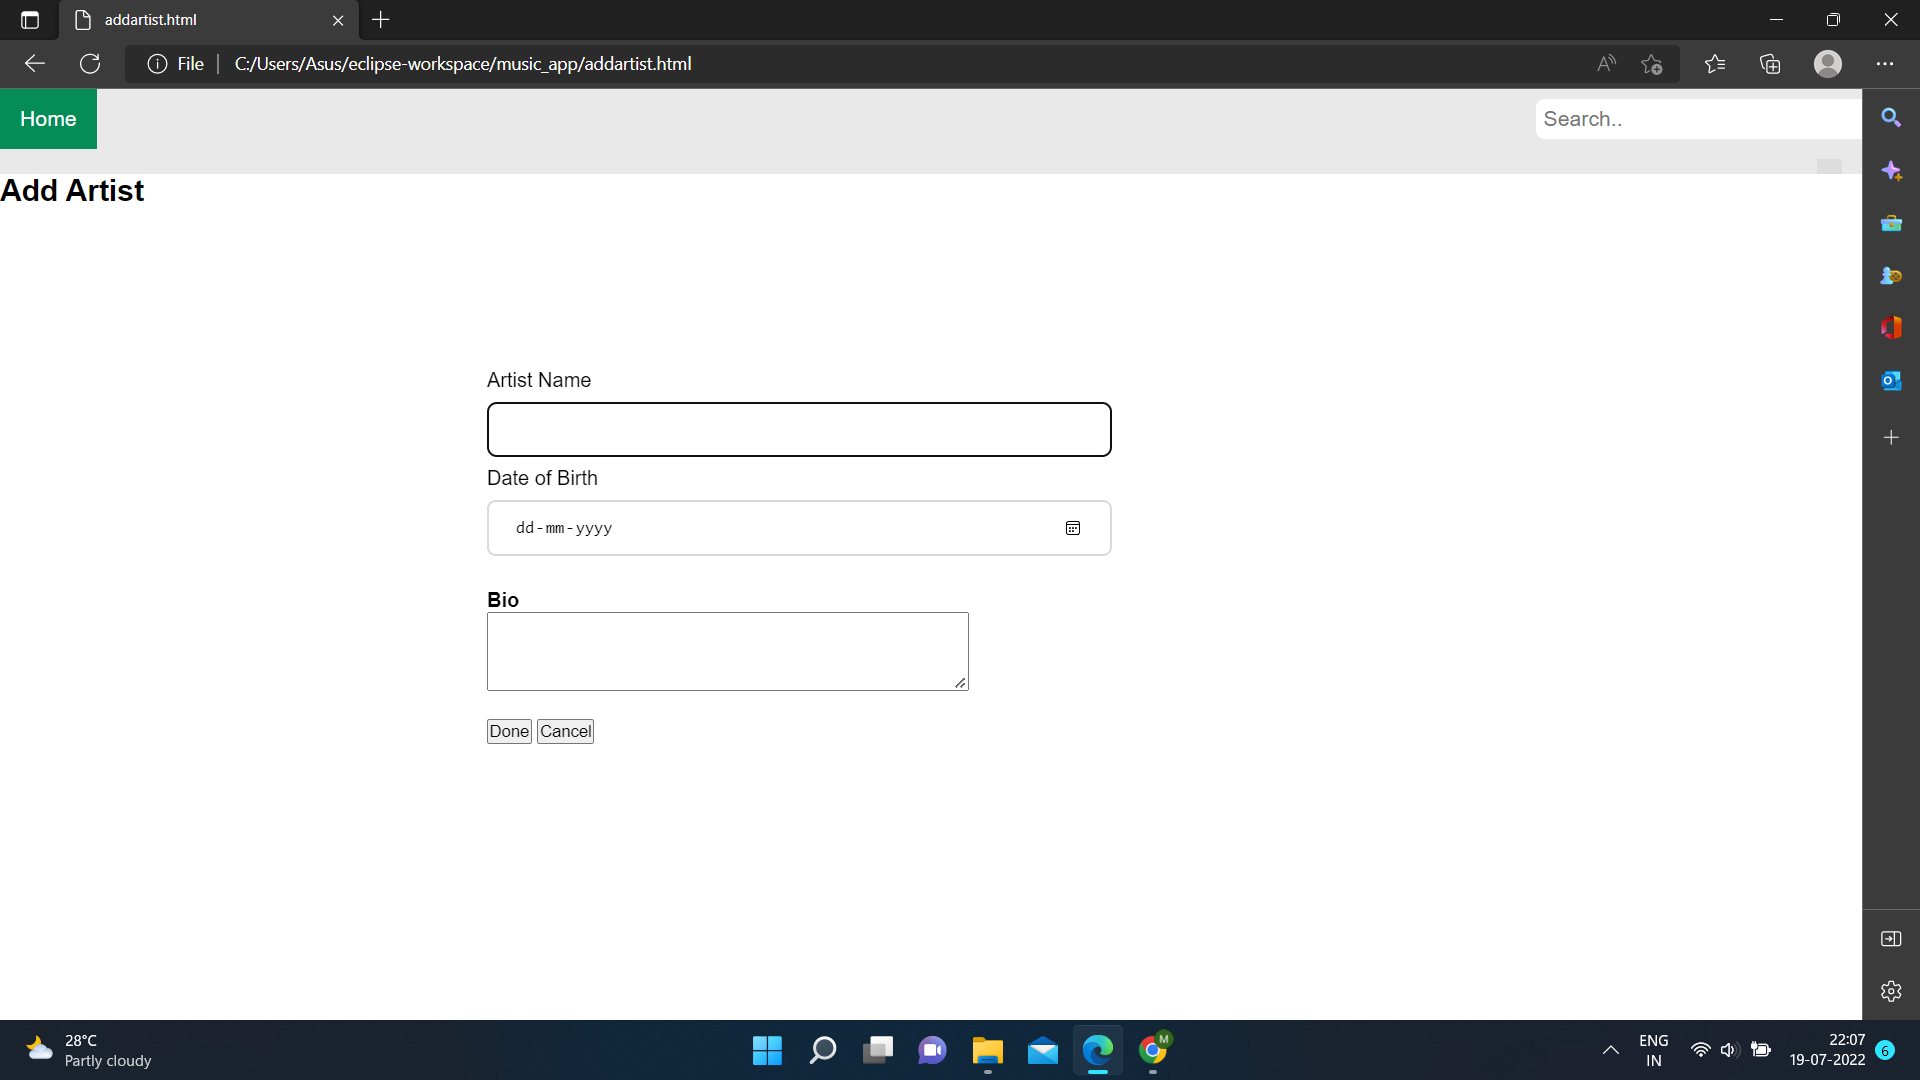 addartist.html
File
C:/Users/Asus/eclipse-workspace/music_app/addartist.html
Home
Search..
Add Artist
Artist Name
Date of Birth
dd-mm-yyyy
Bio
Done Cancel
28°C
Partly cloudy
M
ENG
IN
22:07
19-07-2022
6